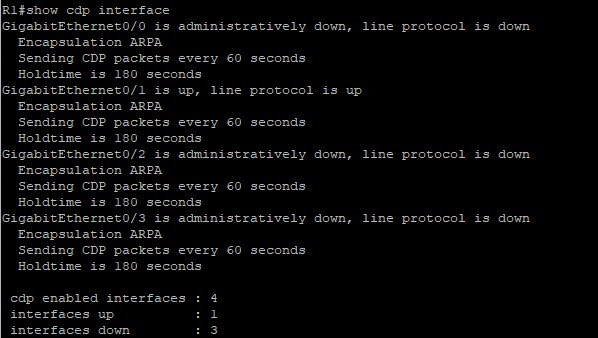 R1#show cdp interface
GigabitEthernet0/0 is administratively down, line protocol is down
  Encapsulation ARPA
  Sending CDP packets every 60 seconds
  Holdtime is 180 seconds
GigabitEthernet0/1 is up, line protocol is up
  Encapsulation ARPA
  Sending CDP packets every 60 seconds
  Holdtime is 180 seconds
GigabitEthernet0/2 is administratively down, line protocol is down
  Encapsulation ARPA
  Sending CDP packets every 60 seconds
  Holdtime is 180 seconds
GigabitEthernet0/3 is administratively down, line protocol is down
  Encapsulation ARPA
  Sending CDP packets every 60 seconds
  Holdtime is 180 seconds

 cdp enabled interfaces : 4
 interfaces up          : 1
 interfaces down        : 3